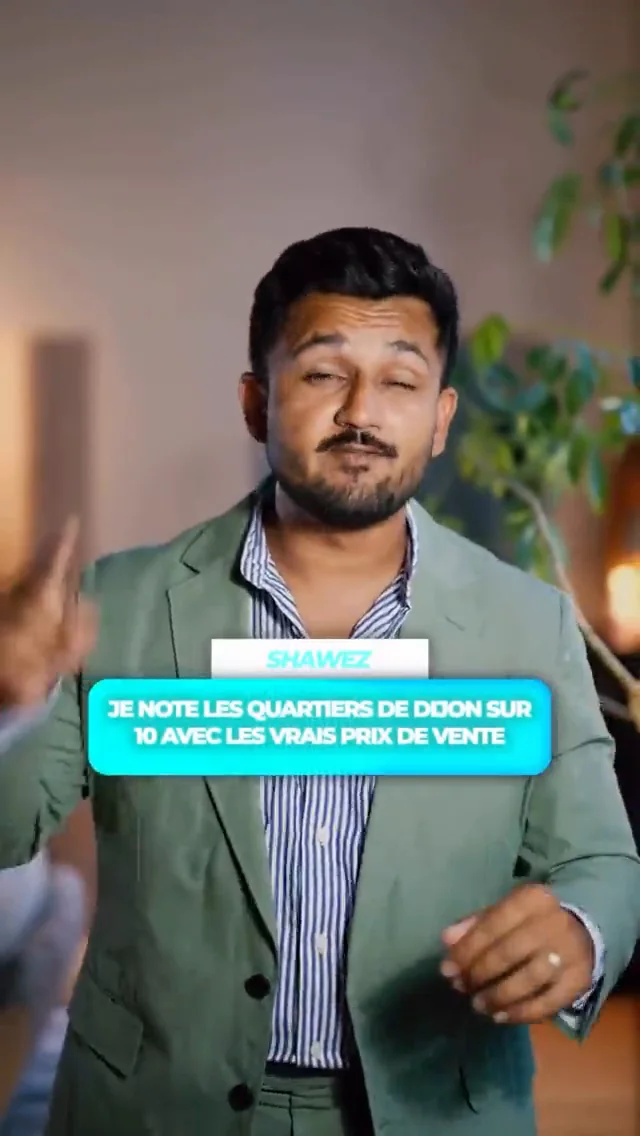 SHAWEZ
JE NOTE LES QUARTIERS DE DIJON SUR
10 AVEC LES VRAIS PRIX DE VENTE